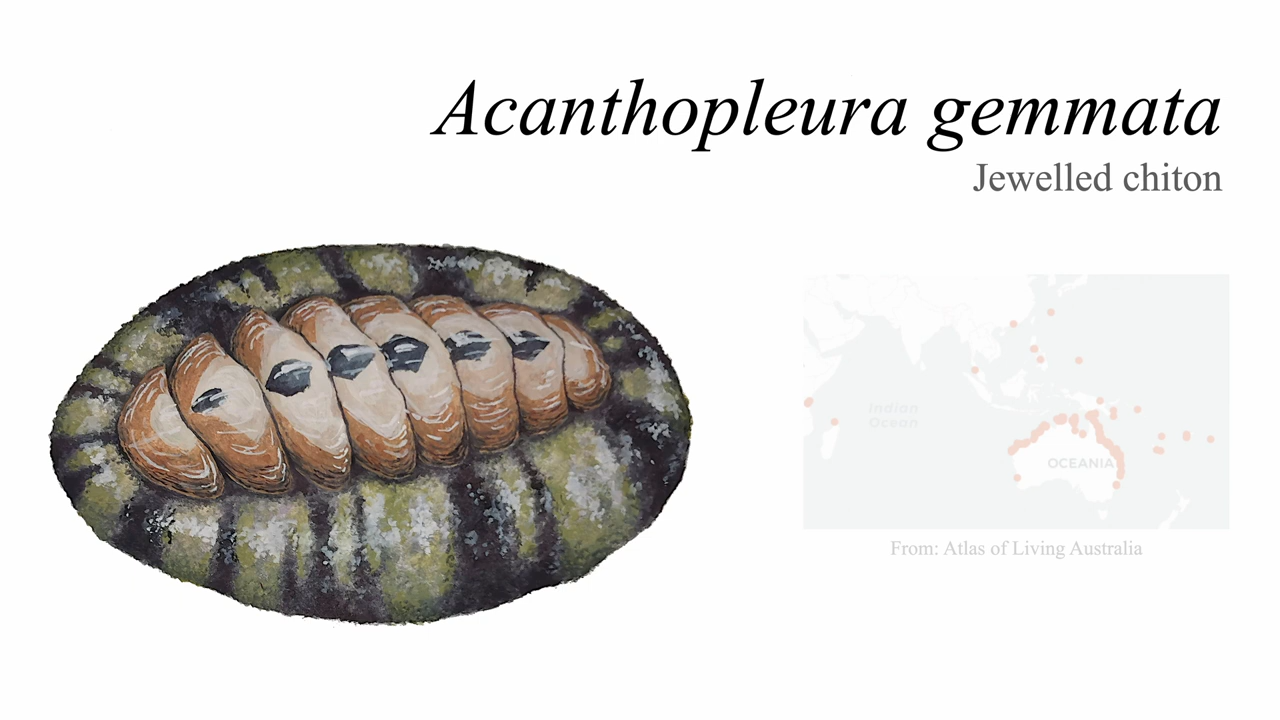 Acanthopleura gemmata
Jewelled chiton
Indian
Ocean
OCEANIA
From: Atlas of Living Australia